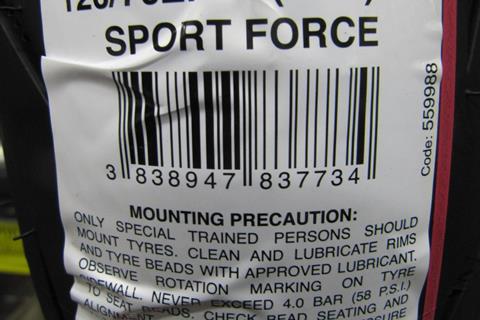 SPORT FORCE
3 838947 837734
Code: 559988
MOUNTING PRECAUTION:
ONLY SPECIAL TRAINED PERSONS SHOULD
MOUNT TYRES. CLEAN AND LUBRICATE RIMS
AND TYRE BEADS WITH APPROVED LUBRICANT.
OBSERVE ROTATION MARKING ON TYRE
SIDEWALL. NEVER EXCEED 4.0 BAR (58 P.S.I.)
TO SEAT BEADS. CHECK BEAD SEATING AND